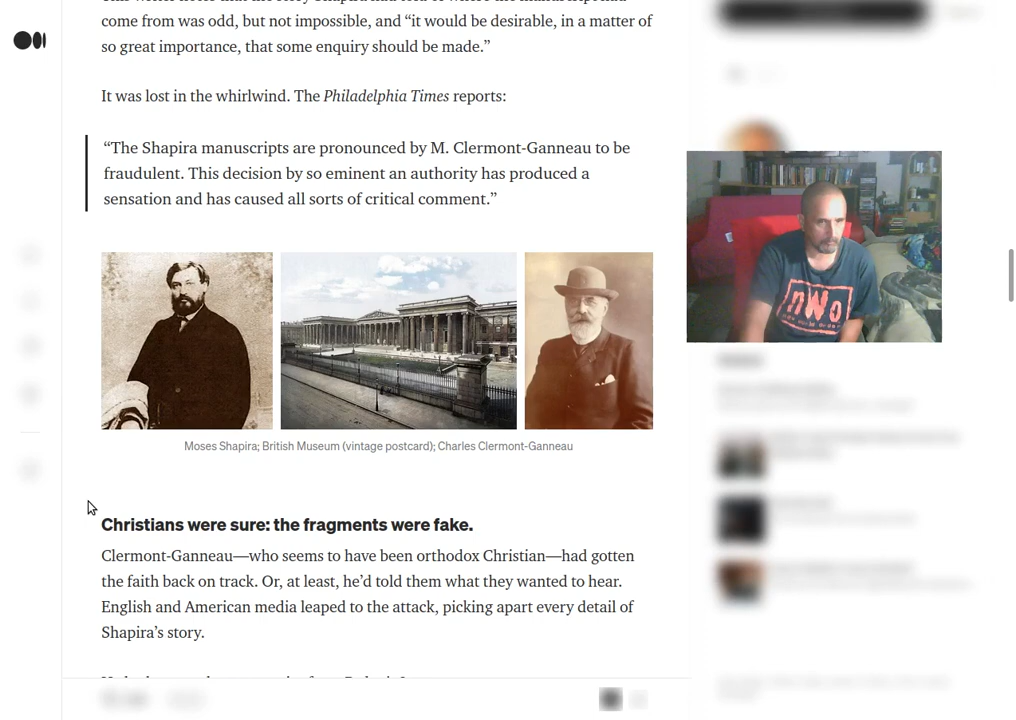 come from was odd, but not impossible, and “it would be desirable, in a matter of
so great importance, that some enquiry should be made.”
It was lost in the whirlwind. The Philadelphia Times reports:
“The Shapira manuscripts are pronounced by M. Clermont-Ganneau to be
fraudulent. This decision by so eminent an authority has produced a
sensation and has caused all sorts of critical comment.”
nWo
Moses Shapira; British Museum (vintage postcard); Charles Clermont-Ganneau
Christians were sure: the fragments were fake.
Clermont-Ganneau—who seems to have been orthodox Christian—had gotten
the faith back on track. Or, at least, he’d told them what they wanted to hear.
English and American media leaped to the attack, picking apart every detail of
Shapira’s story.